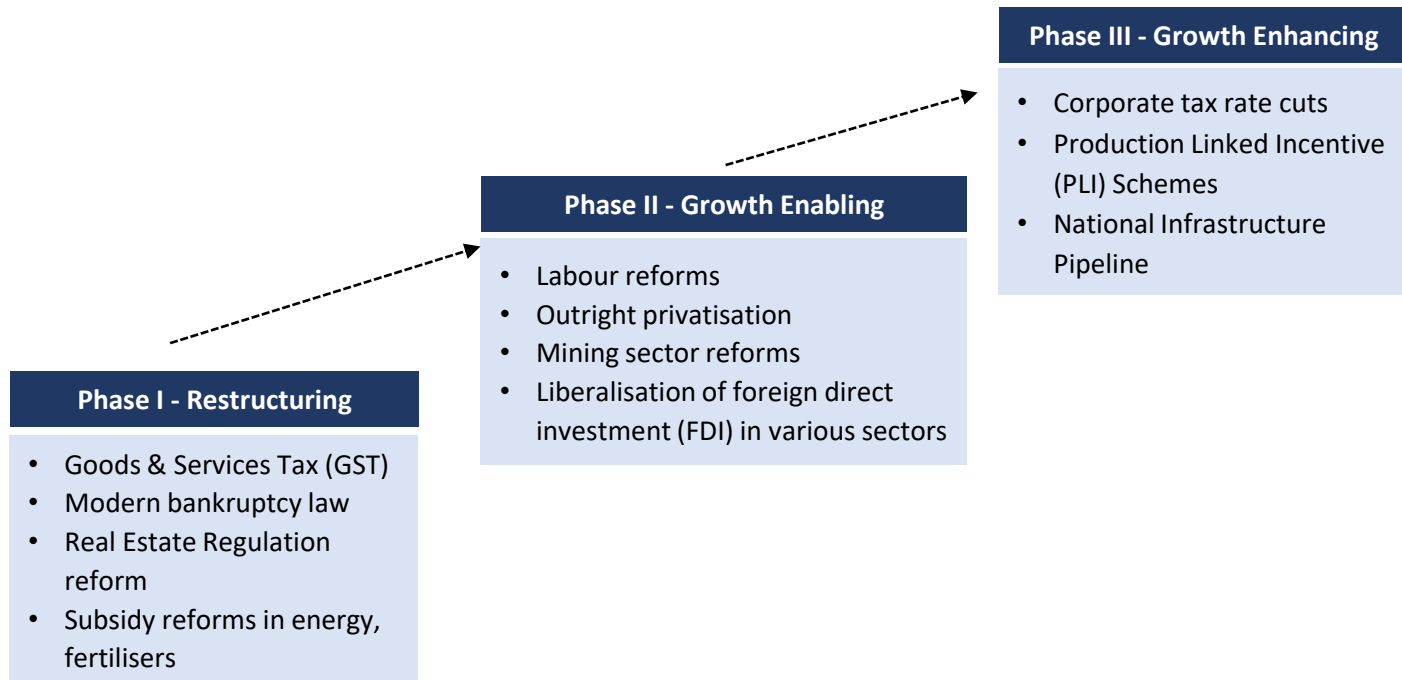 Phase I - Restructuring
• Goods & Services Tax (GST)
• Modern bankruptcy law
• Real Estate Regulation
reform
• Subsidy reforms in energy,
fertilisers
Phase II - Growth Enabling
• Labour reforms
• Outright privatisation
• Mining sector reforms
• Liberalisation of foreign direct
investment (FDI) in various sectors
Phase III - Growth Enhancing
• Corporate tax rate cuts
• Production Linked Incentive
(PLI) Schemes
• National Infrastructure
Pipeline